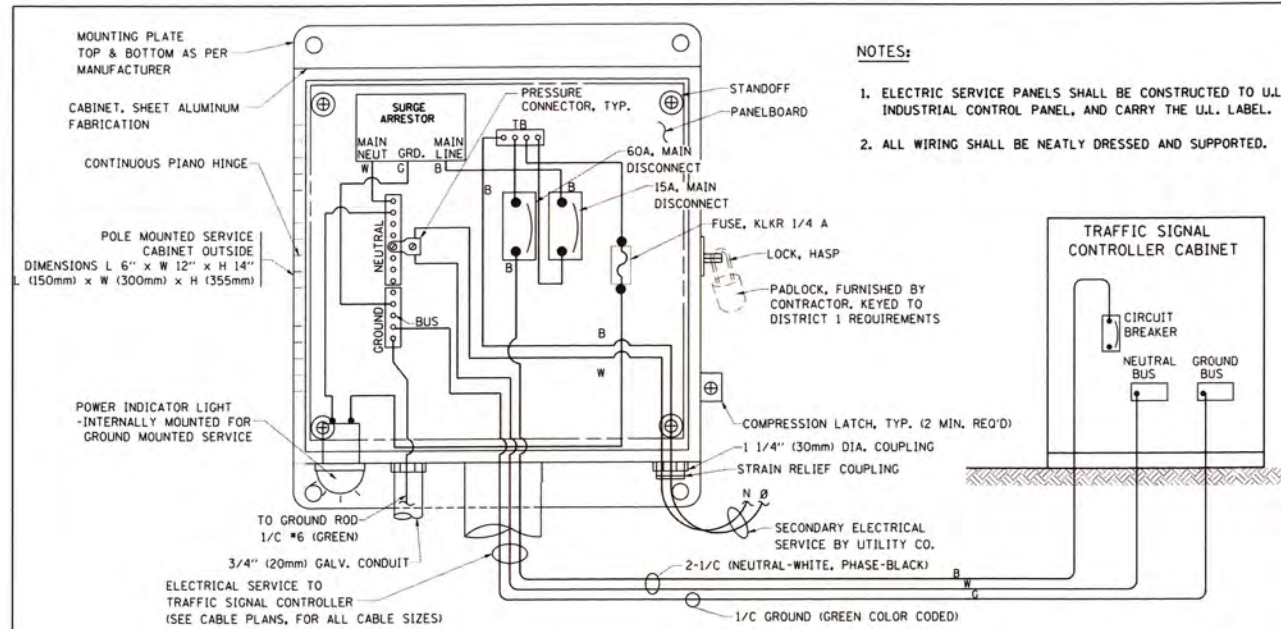 MOUNTING PLATE
TOP & BOTTOM AS PER
MANUFACTURER
CABINET, SHEET ALUMINUM
FABRICATION
CONTINUOUS PIANO HINGE
POLE MOUNTED SERVICE
CABINET OUTSIDE
DIMENSIONS L 6" x W 12" x H 14"
L (150mm) x W (300mm) x H (355mm)
POWER INDICATOR LIGHT
-INTERNALLY MOUNTED FOR
GROUND MOUNTED SERVICE
TO GROUND ROD
1/C #6 (GREEN)
3/4" (20mm) GALV. CONDUIT
ELECTRICAL SERVICE TO
TRAFFIC SIGNAL CONTROLLER
(SEE CABLE PLANS, FOR ALL CABLE SIZES)
SURGE
ARRESTOR
MAIN
NEUT
GRD.
MAIN
LINE
W
G
B
PRESSURE
CONNECTOR, TYP.
TB
60A, MAIN
DISCONNECT
15A, MAIN
DISCONNECT
B
B
B
NEUTRAL
GROUND
BUS
B
W
STANDOFF
PANELBOARD
FUSE, KLKR 1/4 A
LOCK, HASP
PADLOCK, FURNISHED BY
CONTRACTOR, KEYED TO
DISTRICT 1 REQUIREMENTS
COMPRESSION LATCH, TYP. (2 MIN. REQ'D)
1 1/4" (30mm) DIA. COUPLING
STRAIN RELIEF COUPLING
N Ø
SECONDARY ELECTRICAL
SERVICE BY UTILITY CO.
2-1/C (NEUTRAL-WHITE, PHASE-BLACK)
1/C GROUND (GREEN COLOR CODED)
B
W
G
NOTES:
1. ELECTRIC SERVICE PANELS SHALL BE CONSTRUCTED TO U.L
INDUSTRIAL CONTROL PANEL, AND CARRY THE U.L. LABEL.
2. ALL WIRING SHALL BE NEATLY DRESSED AND SUPPORTED.
TRAFFIC SIGNAL
CONTROLLER CABINET
CIRCUIT
BREAKER
NEUTRAL
BUS
GROUND
BUS